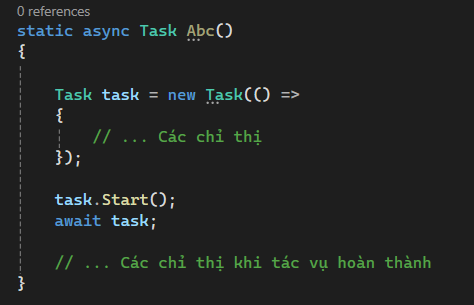 0 references
static async Task Abc()
{
Task task = new Task(() =>
{
// ... Các chỉ thị
});
task.Start();
await task;
// ... Các chỉ thị khi tác vụ hoàn thành
}